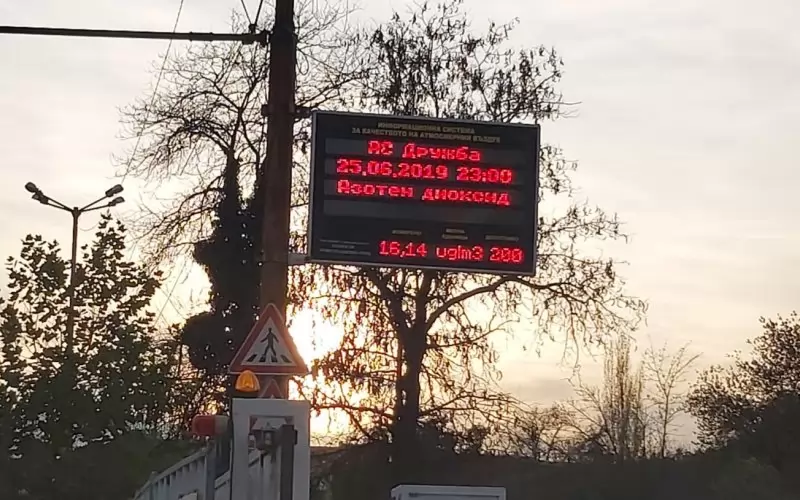 ИНФОРМАЦИОННА СИСТЕМА
ЗА КАЧЕСТВОТО НА АТМОСФЕРНИЯ ВЪЗДУХ
АС Дружба
25,06,2019 23:00
Азотен диоксид
16,14 ug|m3 200